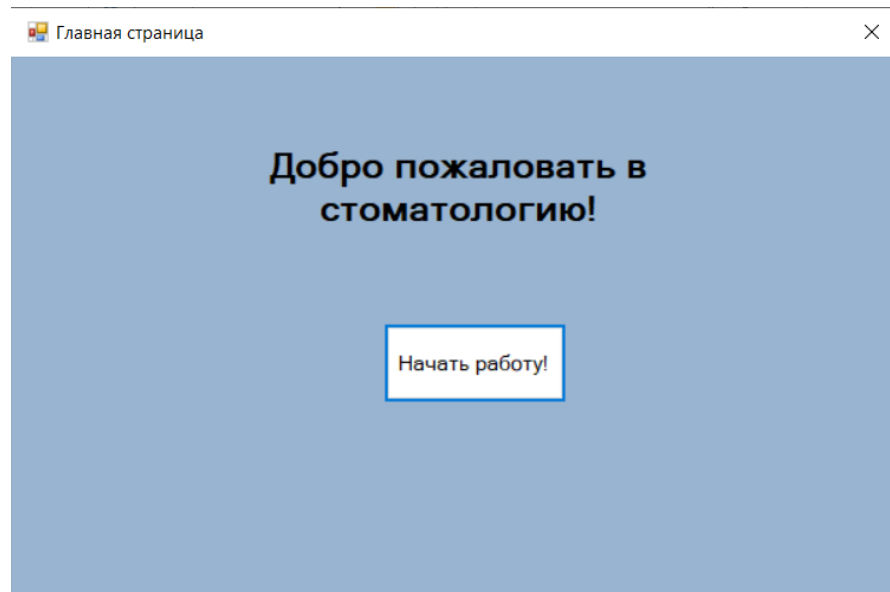 Главная страница
Добро пожаловать в
стоматологию!
Начать работу!